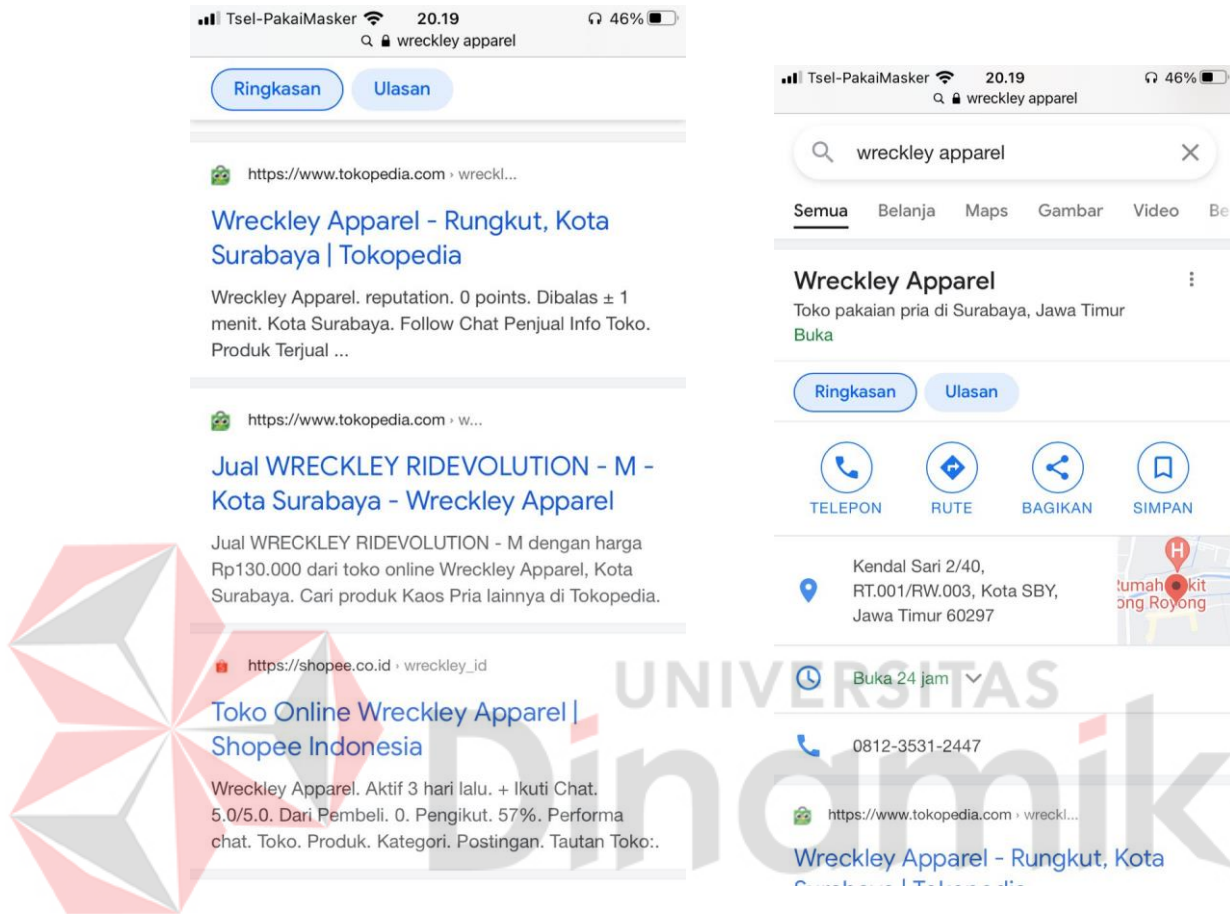 Tsel-PakaiMasker 20.19 46%
wreckley apparel
Ringkasan Ulasan
https://www.tokopedia.com › wreckl...
Wreckley Apparel - Rungkut, Kota
Surabaya | Tokopedia
Wreckley Apparel. reputation. 0 points. Dibalas ± 1
menit. Kota Surabaya. Follow Chat Penjual Info Toko.
Produk Terjual ...
https://www.tokopedia.com › w...
Jual WRECKLEY RIDEVOLUTION - M -
Kota Surabaya - Wreckley Apparel
Jual WRECKLEY RIDEVOLUTION - M dengan harga
Rp130.000 dari toko online Wreckley Apparel, Kota
Surabaya. Cari produk Kaos Pria lainnya di Tokopedia.
https://shopee.co.id › wreckley_id
Toko Online Wreckley Apparel |
Shopee Indonesia
Wreckley Apparel. Aktif 3 hari lalu. + Ikuti Chat.
5.0/5.0. Dari Pembeli. 0. Pengikut. 57%. Performa
chat. Toko. Produk. Kategori. Postingan. Tautan Toko:.
Tsel-PakaiMasker 20.19 46%
wreckley apparel
wreckley apparel
Semua Belanja Maps Gambar Video Be
Wreckley Apparel
Toko pakaian pria di Surabaya, Jawa Timur
Buka
Ringkasan Ulasan
TELEPON RUTE BAGIKAN SIMPAN
Kendal Sari 2/40,
RT.001/RW.003, Kota SBY,
Jawa Timur 60297
H
ong Royong
Buka 24 jam
0812-3531-2447
https://www.tokopedia.com › wreckl...
Wreckley Apparel - Rungkut, Kota
UNIVERSITAS
Dinamik